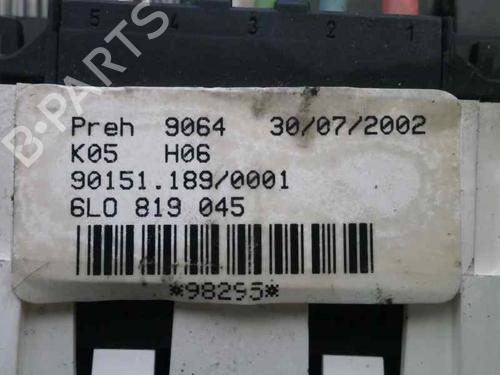 5 4 3 2 1
Preh 9064 30/07/2002
K05 H06
90151.189/0001
6L0 819 045
*98295*
B-PARTS